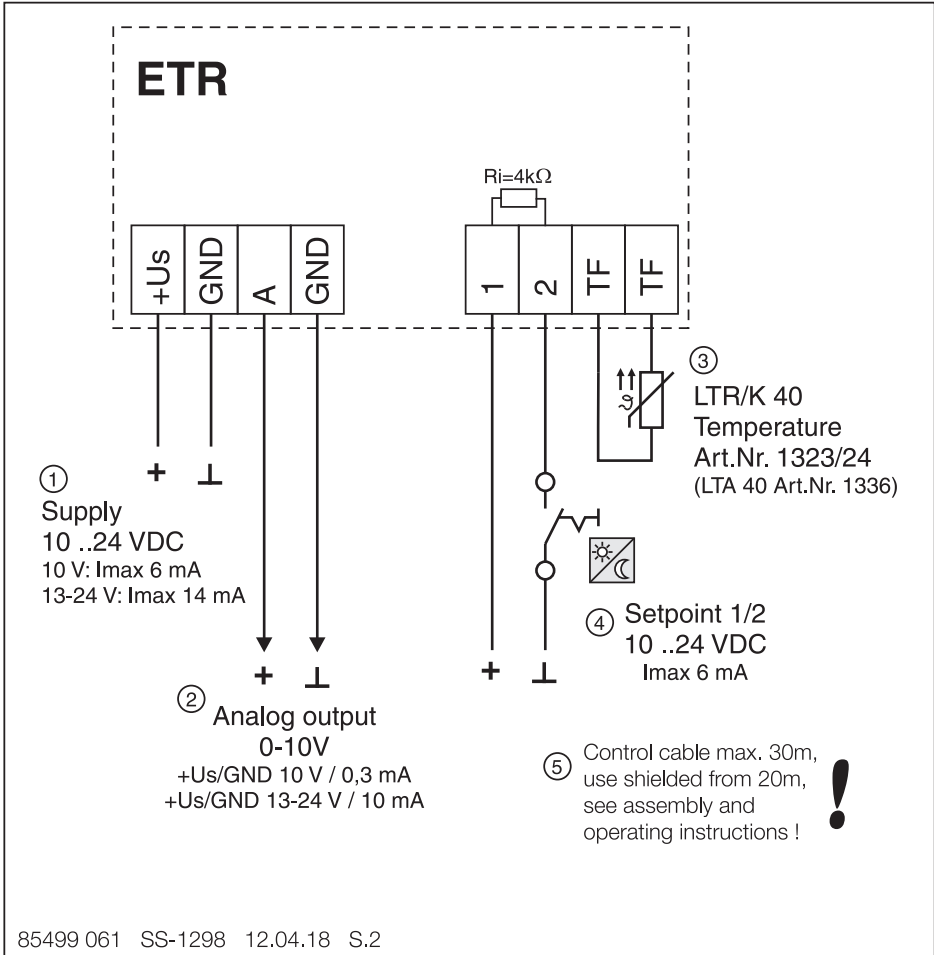 ETR
Ri=4kΩ
+Us
GND
A
GND
1
2
TF
TF
+
⊥
①
Supply
10 ..24 VDC
10 V: Imax 6 mA
13-24 V: Imax 14 mA
+
⊥
②
Analog output
0-10V
+Us/GND 10 V / 0,3 mA
+Us/GND 13-24 V / 10 mA
ϑ
③
LTR/K 40
Temperature
Art.Nr. 1323/24
(LTA 40 Art.Nr. 1336)
④
Setpoint 1/2
10 ..24 VDC
Imax 6 mA
+
⊥
⑤
Control cable max. 30m,
use shielded from 20m,
see assembly and
operating instructions !
!
85499 061 SS-1298 12.04.18 S.2